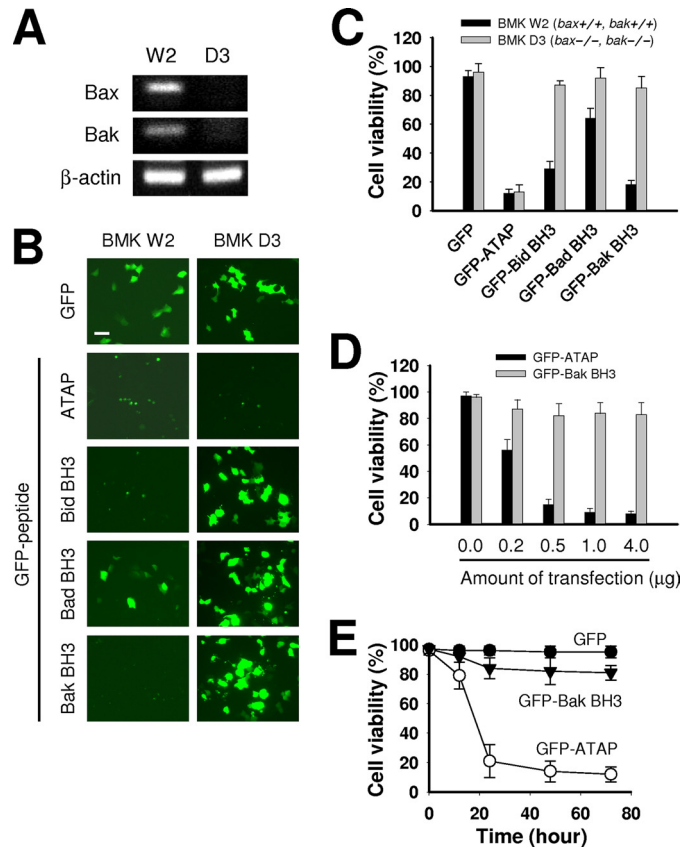 A
W2 D3
Bax
Bak
β-actin
B
BMK W2 BMK D3
GFP
GFP-peptide
ATAP
Bid BH3
Bad BH3
Bak BH3
C
BMK W2 (bax+/+, bak+/+)
BMK D3 (bax–/–, bak–/–)
Cell viability (%)
120
100
80
60
40
20
0
GFP
GFP-ATAP
GFP-Bid BH3
GFP-Bad BH3
GFP-Bak BH3
D
GFP-ATAP
GFP-Bak BH3
Cell viability (%)
120
100
80
60
40
20
0
0.0 0.2 0.5 1.0 4.0
Amount of transfection (μg)
E
Cell viability (%)
100
80
60
40
20
0
GFP
GFP-Bak BH3
GFP-ATAP
0 20 40 60 80
Time (hour)